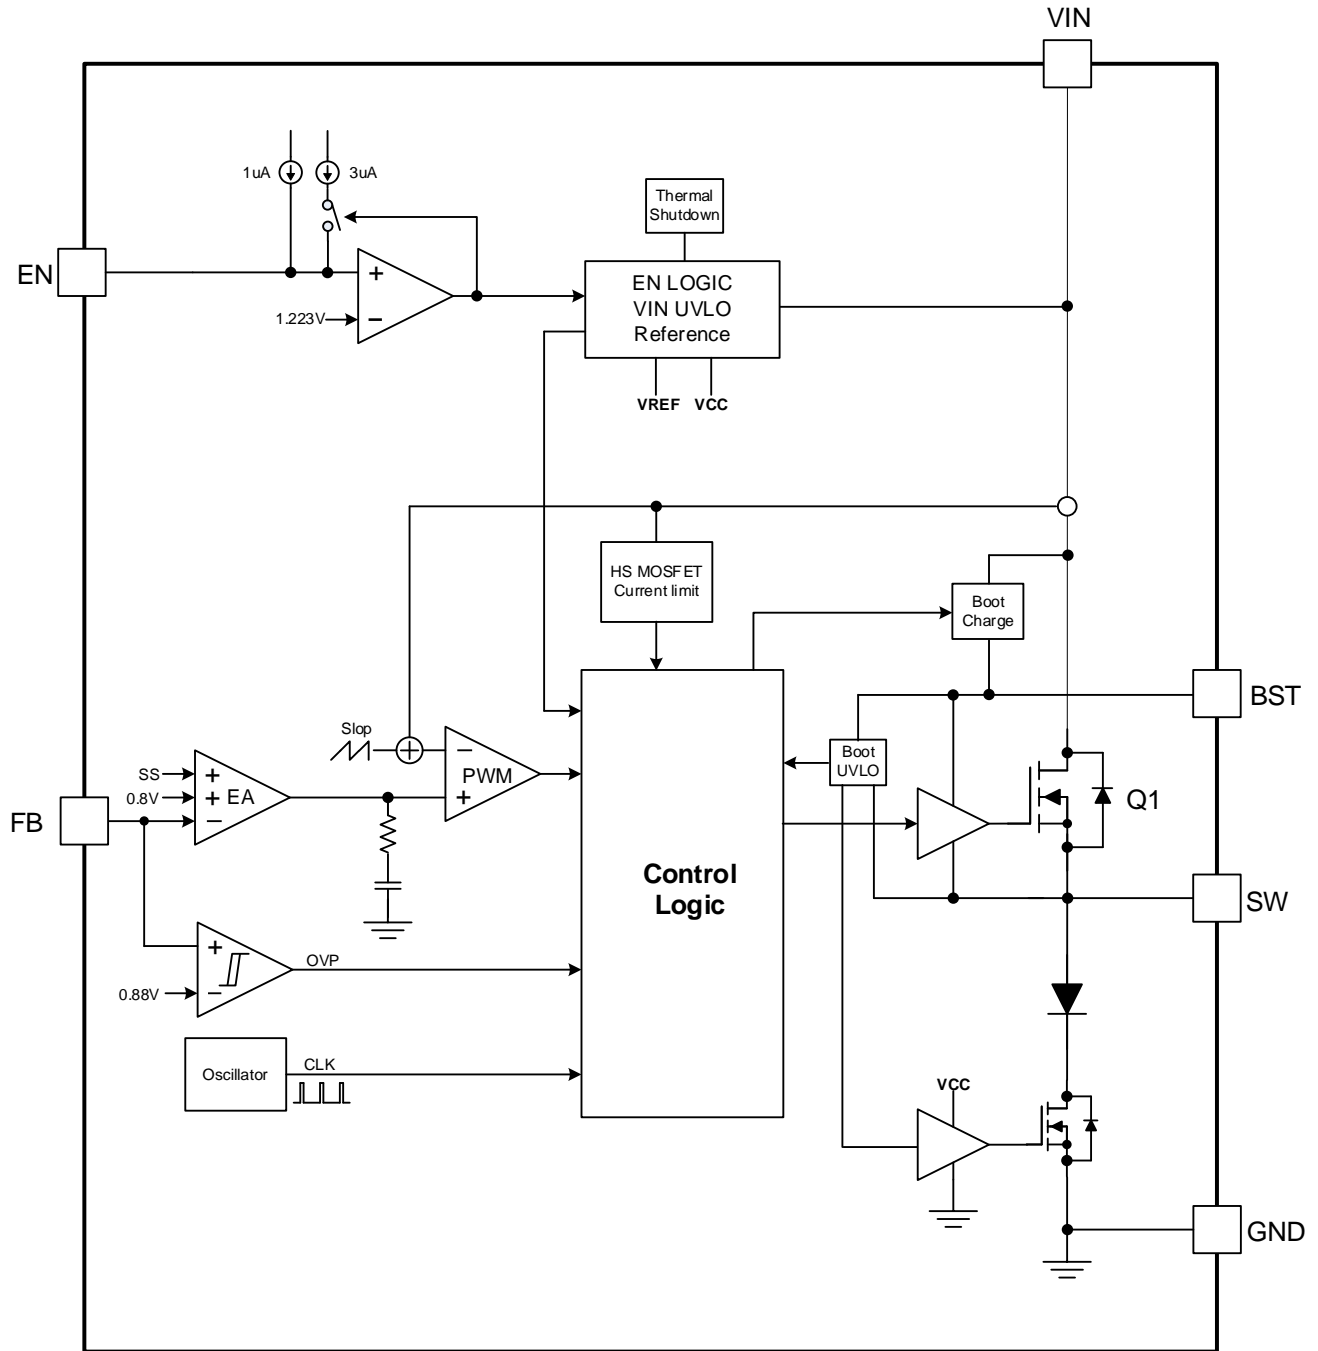 VIN
1uA
3uA
Thermal
Shutdown
EN
+
−
1.223V
EN LOGIC
VIN UVLO
Reference
VREF
VCC
HS MOSFET
Current limit
Boot
Charge
BST
Slop
−
+
PWM
Boot
UVLO
SS
0.8V
+
+
−
EA
FB
Q1
Control
Logic
SW
+
−
0.88V
OVP
Oscillator
CLK
VCC
GND